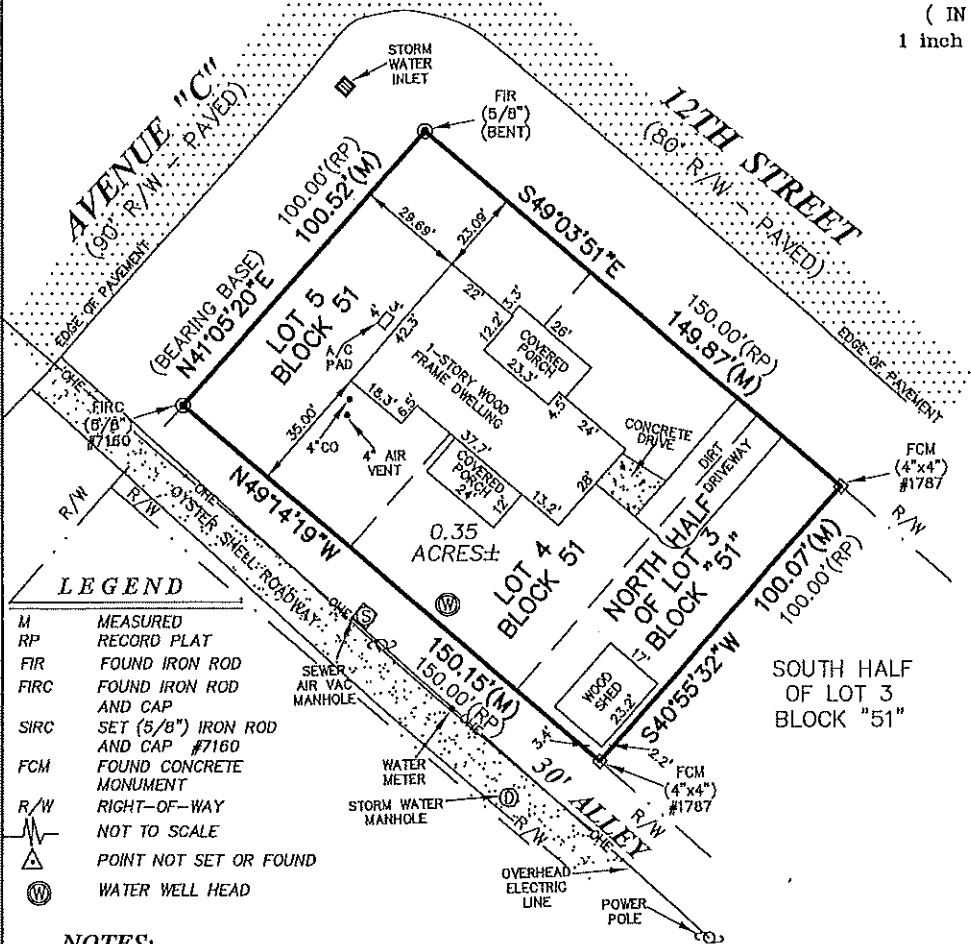 ( IN
1 inch
STORM
WATER
INLET
AVENUE "C"
(90' R/W - PAVED)
FIR
(5/8")
(BENT)
12TH STREET
(80' R/W - PAVED)
100.00'(RP)
100.52'(M)
(BEARING BASE)
N41°05'20"E
S49°03'51"E
150.00'(RP)
149.87'(M)
EDGE OF PAVEMENT
EDGE OF PAVEMENT
29.69'
23.09'
LOT 5
BLOCK 51
4'
3'
A/C
PAD
42.3'
22'
3.5'
12.2'
COVERED
PORCH
23.3'
26'
1-STORY WOOD
FRAME DWELLING
4.5'
24'
CONCRETE
DRIVE
DIRT
DRIVEWAY
FCM
(4"x4")
#1787
R/W
OHE
FIRC
(5/8")
#7160
35.00'
18.3'
6.5'
4"CO
4" AIR
VENT
37.7'
COVERED
PORCH
24'
12'
13.2'
28'
N49°14'19"W
OHE
R/W
R/W
OYSTER SHELL ROADWAY
0.35
ACRES±
LOT 4
BLOCK 51
NORTH HALF
OF LOT 3
BLOCK "51"
100.07'(M)
100.00'(RP)
S40°55'32"W
SOUTH HALF
OF LOT 3
BLOCK "51"
W
OHE
S
SEWER
AIR VAC
MANHOLE
150.15'(M)
150.00'(RP)
OHE
17'
WOOD
SHED
23.2'
3.4'
2.2'
FCM
(4"x4")
#1787
WATER
METER
30' ALLEY
R/W
STORM WATER
MANHOLE
D
R/W
OHE
OVERHEAD
ELECTRIC
LINE
POWER
POLE
LEGEND
M MEASURED
RP RECORD PLAT
FIR FOUND IRON ROD
FIRC FOUND IRON ROD
AND CAP
SIRC SET (5/8") IRON ROD
AND CAP #7160
FCM FOUND CONCRETE
MONUMENT
R/W RIGHT-OF-WAY
NOT TO SCALE
POINT NOT SET OR FOUND
W WATER WELL HEAD
NOTES: